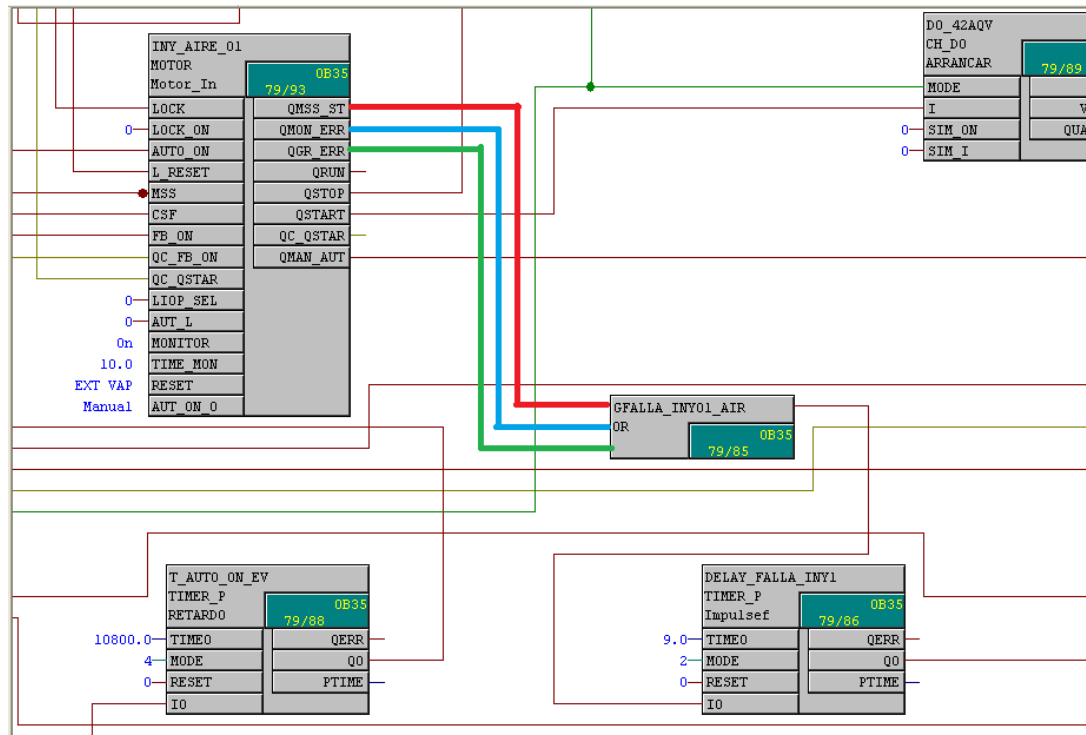 INY_AIRE_01
MOTOR
Motor_In
OB35
79/93
LOCK
QMSS_ST
0
LOCK_ON
QMON_ERR
AUTO_ON
QGR_ERR
L_RESET
QRUN
MSS
QSTOP
CSF
QSTART
FB_ON
QC_QSTAR
QC_FB_ON
QMAN_AUT
QC_QSTAR
0
LIOP_SEL
0
AUT_L
On
MONITOR
10.0
TIME_MON
EXT VAP
RESET
Manual
AUT_ON_O
DO_42AQV
CH_DO
ARRANCAR
79/89
MODE
I
V
0
SIM_ON
QUA
0
SIM_I
GFALLA_INY01_AIR
OR
OB35
79/85
T_AUTO_ON_EV
TIMER_P
RETARDO
OB35
79/88
10800.0
TIME0
QERR
4
MODE
Q0
0
RESET
PTIME
I0
DELAY_FALLA_INY1
TIMER_P
Impulsef
OB35
79/86
9.0
TIME0
QERR
2
MODE
Q0
0
RESET
PTIME
I0